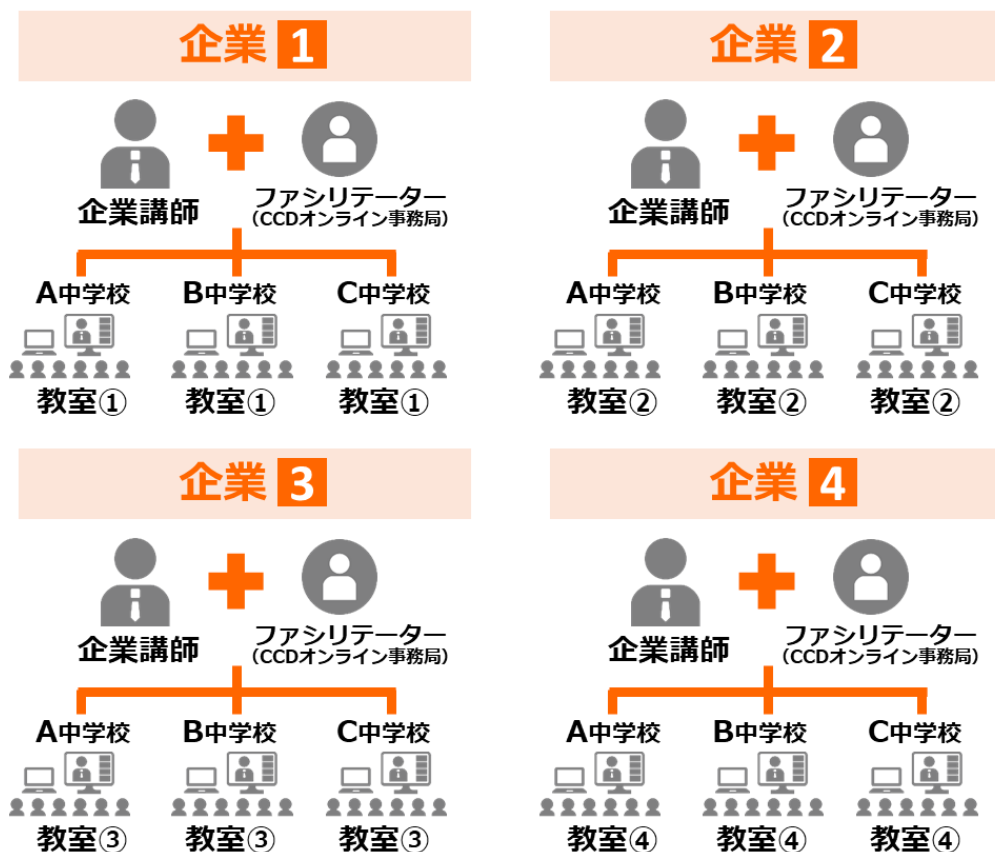 企業 1
企業講師
ファシリテーター
(CCDオンライン事務局)
A中学校 B中学校 C中学校
教室① 教室① 教室①
企業 2
企業講師
ファシリテーター
(CCDオンライン事務局)
A中学校 B中学校 C中学校
教室② 教室② 教室②
企業 3
企業講師
ファシリテーター
(CCDオンライン事務局)
A中学校 B中学校 C中学校
教室③ 教室③ 教室③
企業 4
企業講師
ファシリテーター
(CCDオンライン事務局)
A中学校 B中学校 C中学校
教室④ 教室④ 教室④